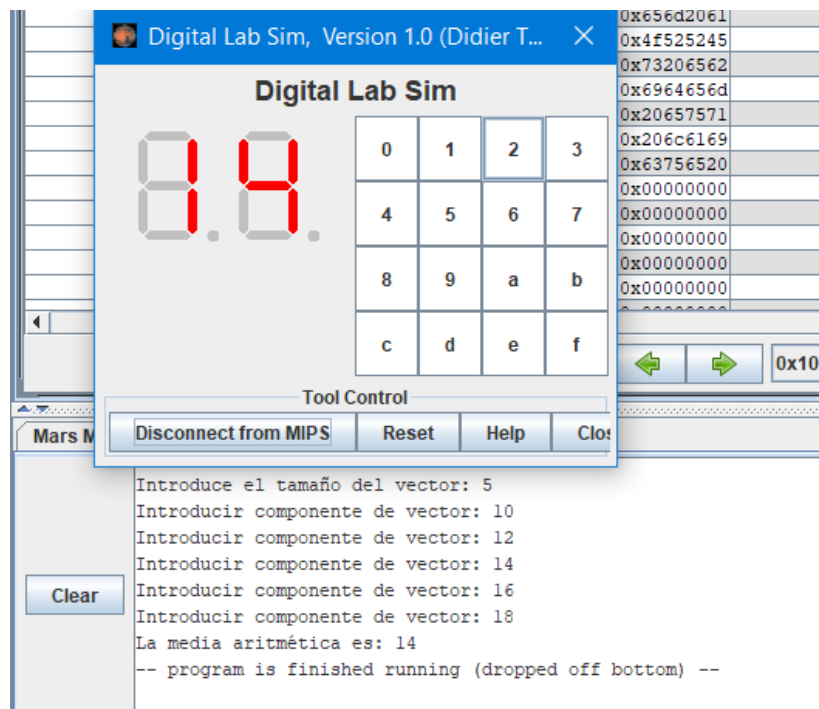 0x656d2061
Digital Lab Sim, Version 1.0 (Didier T...
0x4f525245
0x73206562
0x6964656d
0x20657571
0x206c6169
0x63756520
0x00000000
0x00000000
0x00000000
0x00000000
0x00000000
Digital Lab Sim
14
0 1 2 3
4 5 6 7
8 9 a b
c d e f
0x10
Tool Control
Disconnect from MIPS Reset Help Clos
Mars M
Introduce el tamaño del vector: 5
Introducir componente de vector: 10
Introducir componente de vector: 12
Introducir componente de vector: 14
Introducir componente de vector: 16
Introducir componente de vector: 18
La media aritmética es: 14
-- program is finished running (dropped off bottom) --
Clear